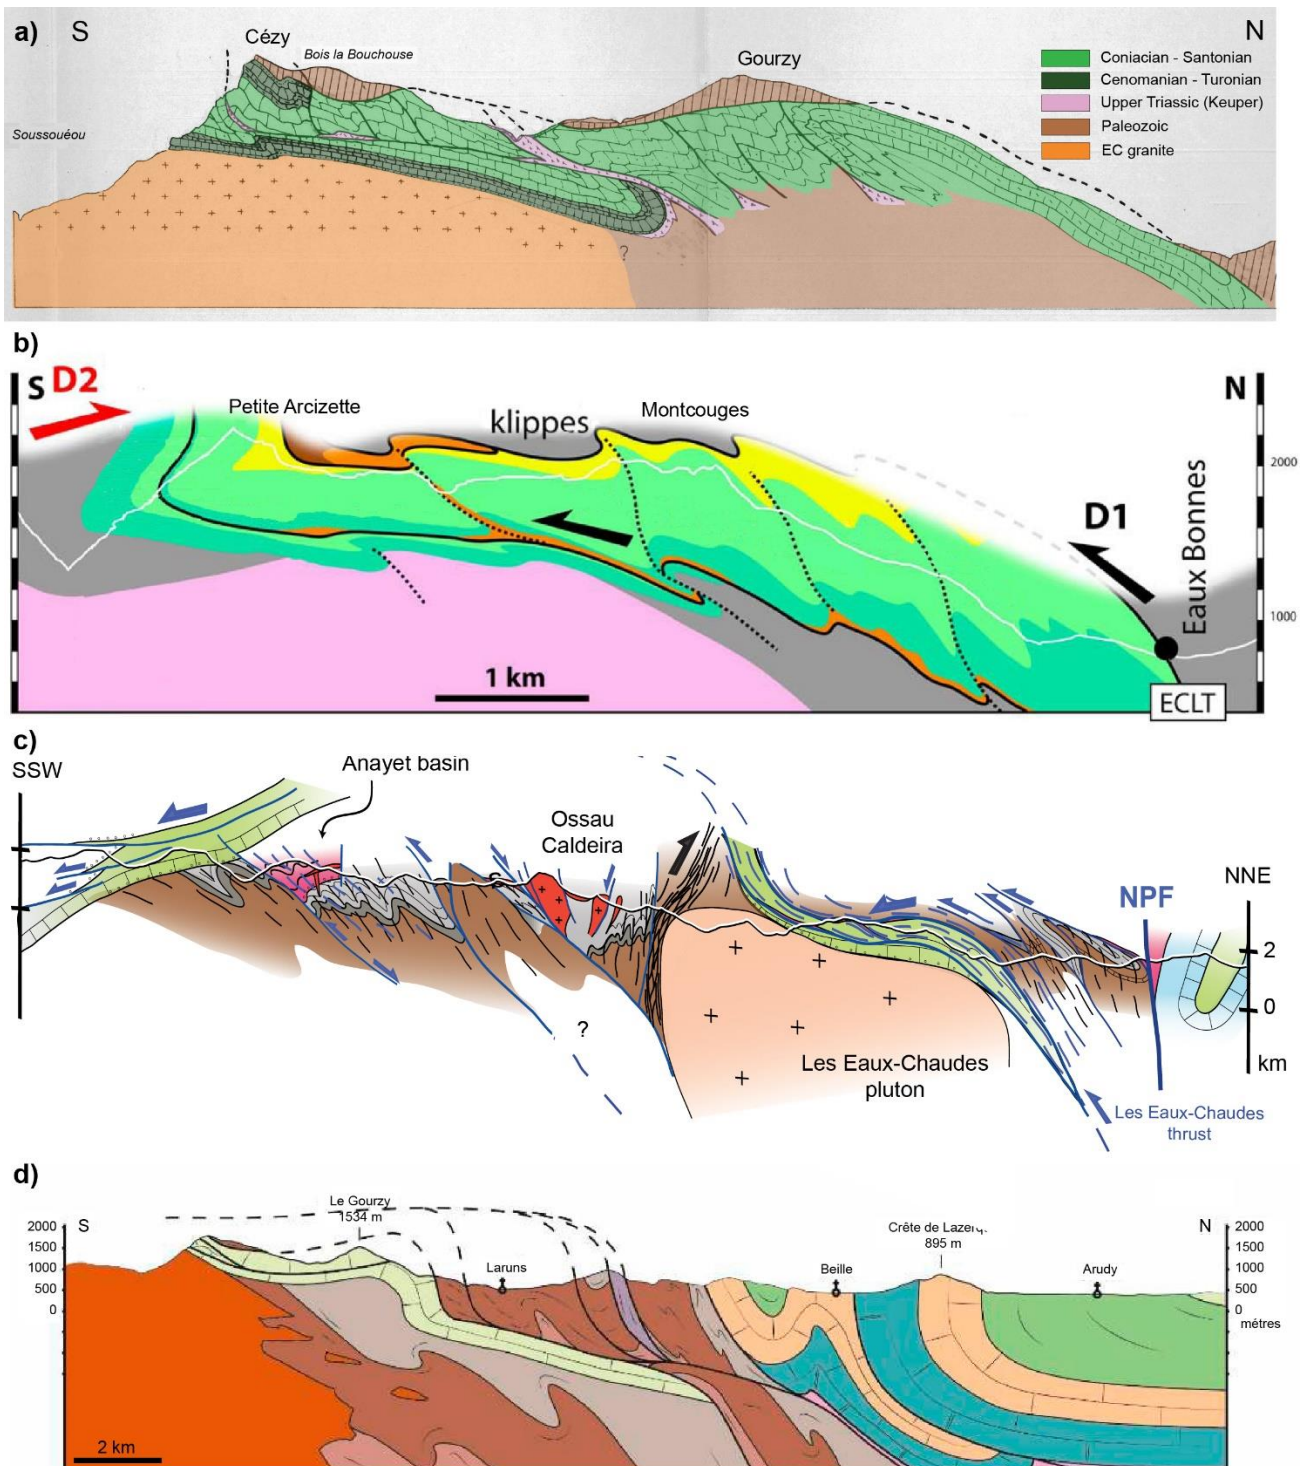 a)
S
N
Cézy
Bois la Bouchouse
Gourzy
Soussouéou
Coniacian - Santonian
Cenomanian - Turonian
Upper Triassic (Keuper)
Paleozoic
EC granite
?
b)
S
D2
N
Petite Arcizette
klippes
Montcouges
2000
D1
Eaux Bonnes
1000
1 km
ECLT
c)
SSW
Anayet basin
Ossau
Caldeira
NNE
NPF
2
0
km
?
Les Eaux-Chaudes
pluton
Les Eaux-Chaudes
thrust
d)
S
N
Le Gourzy
1534 m
895 m
2000
1500
1000
500
0
Laruns
Beille
Arudy
2000
1500
1000
500
0
métres
2 km